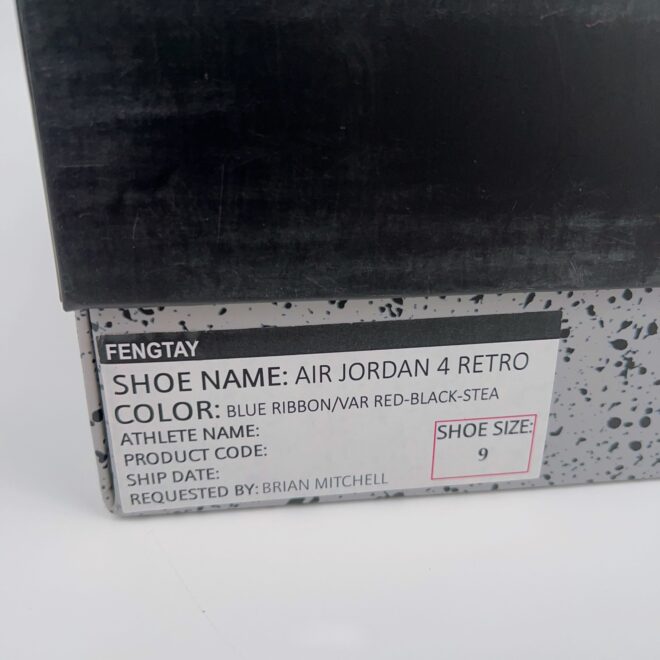 FENGTAY
SHOE NAME: AIR JORDAN 4 RETRO
COLOR: BLUE RIBBON/VAR RED-BLACK-STEA
ATHLETE NAME:
PRODUCT CODE:
SHIP DATE:
REQUESTED BY: BRIAN MITCHELL
SHOE SIZE:
9